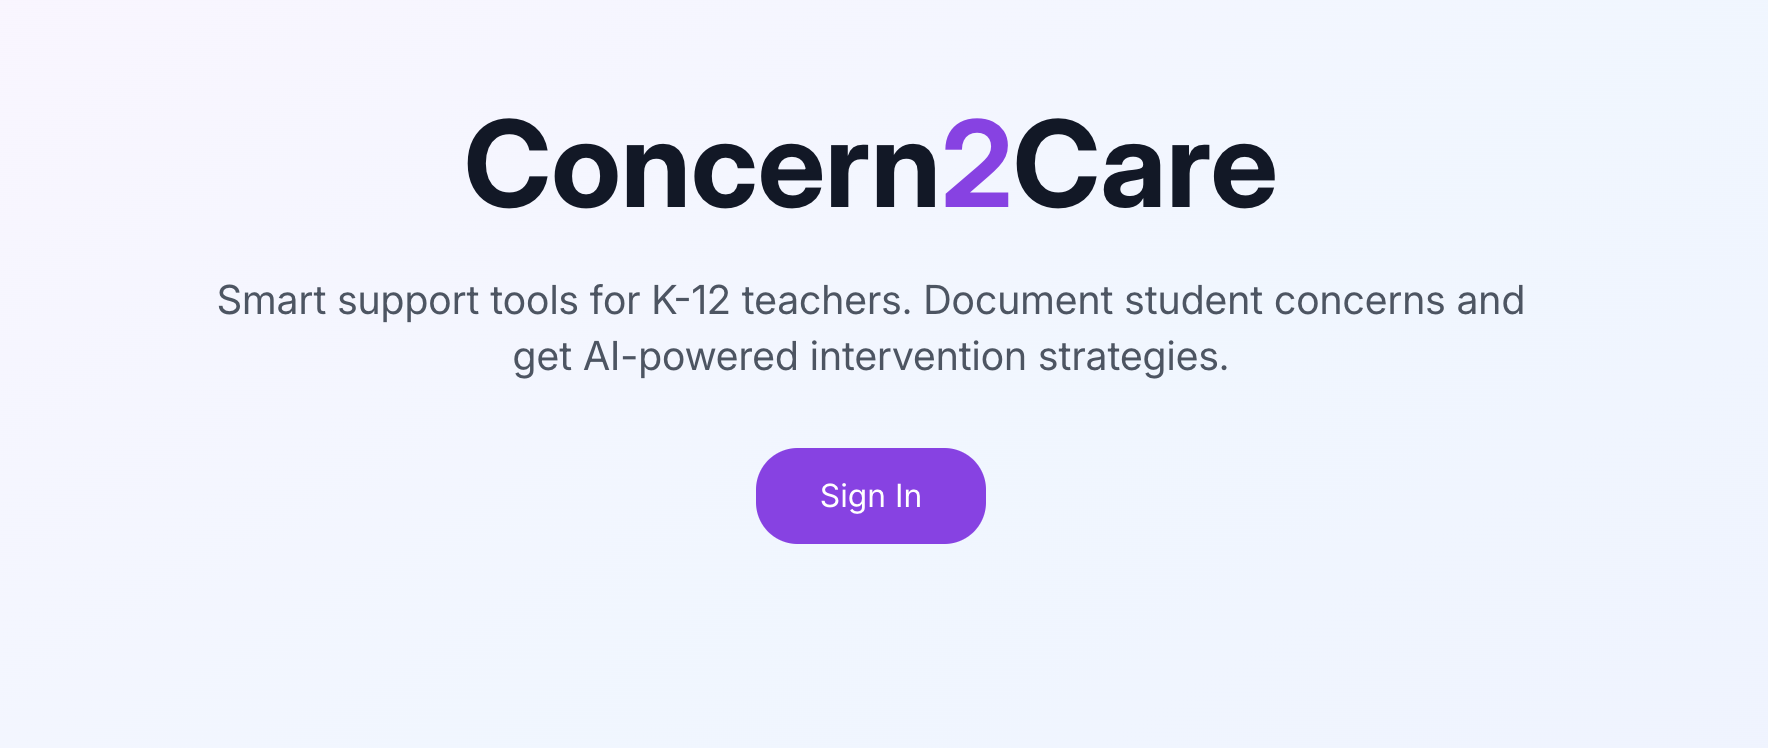 Concern2Care
Smart support tools for K-12 teachers. Document student concerns and
get AI-powered intervention strategies.
Sign In